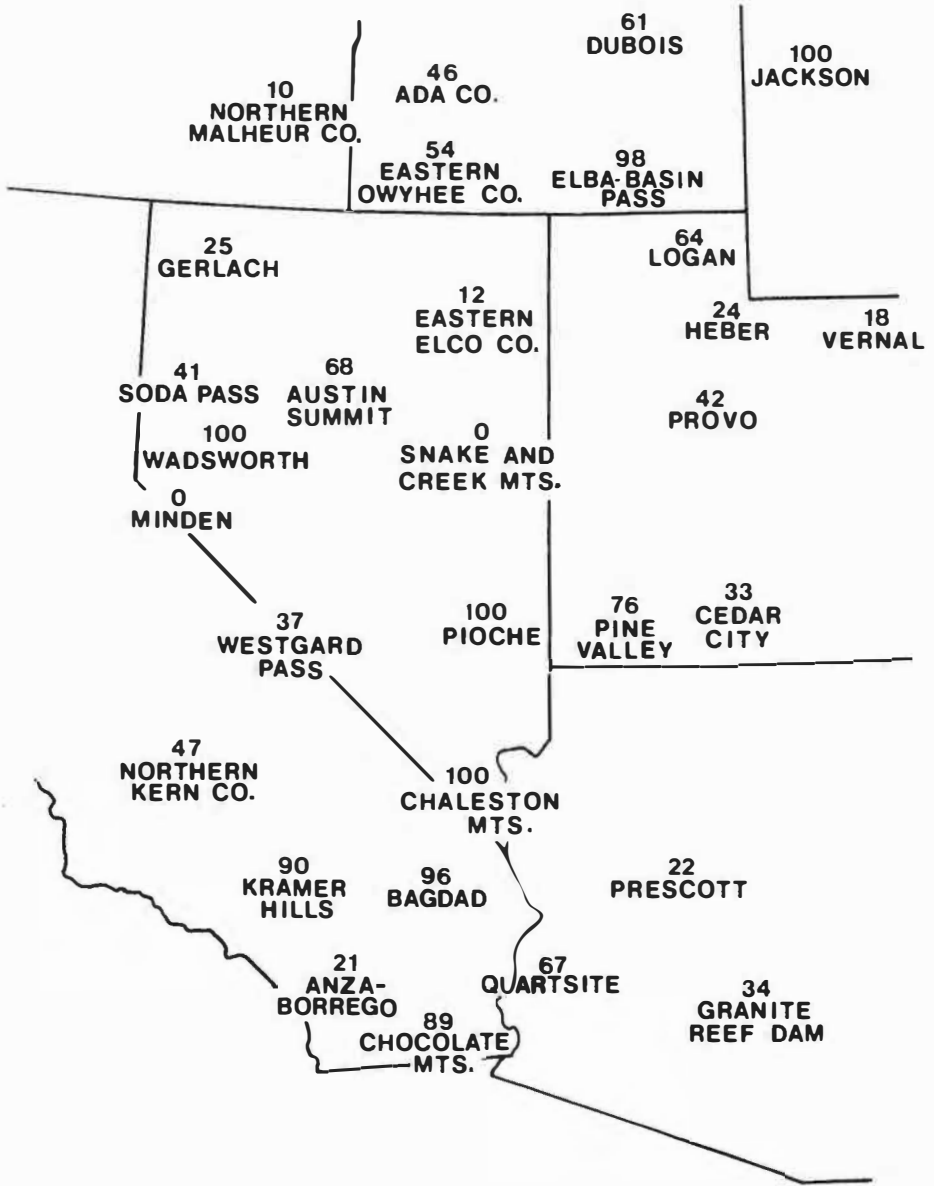 61
DUBOIS
100
JACKSON
46
ADA CO.
10
NORTHERN
MALHEUR CO.
54
EASTERN
OWYHEE CO.
98
ELBA-BASIN
PASS
64
LOGAN
25
GERLACH
12
EASTERN
ELCO CO.
24
HEBER
18
VERNAL
41
SODA PASS
68
AUSTIN
SUMMIT
42
PROVO
100
WADSWORTH
0
SNAKE AND
CREEK MTS.
0
MINDEN
37
WESTGARD
PASS
100
PIOCHE
76
PINE
VALLEY
33
CEDAR
CITY
47
NORTHERN
KERN CO.
100
CHALESTON
MTS.
90
KRAMER
HILLS
96
BAGDAD
22
PRESCOTT
21
ANZA-
BORREGO
67
QUARTSITE
34
GRANITE
REEF DAM
89
CHOCOLATE
MTS.